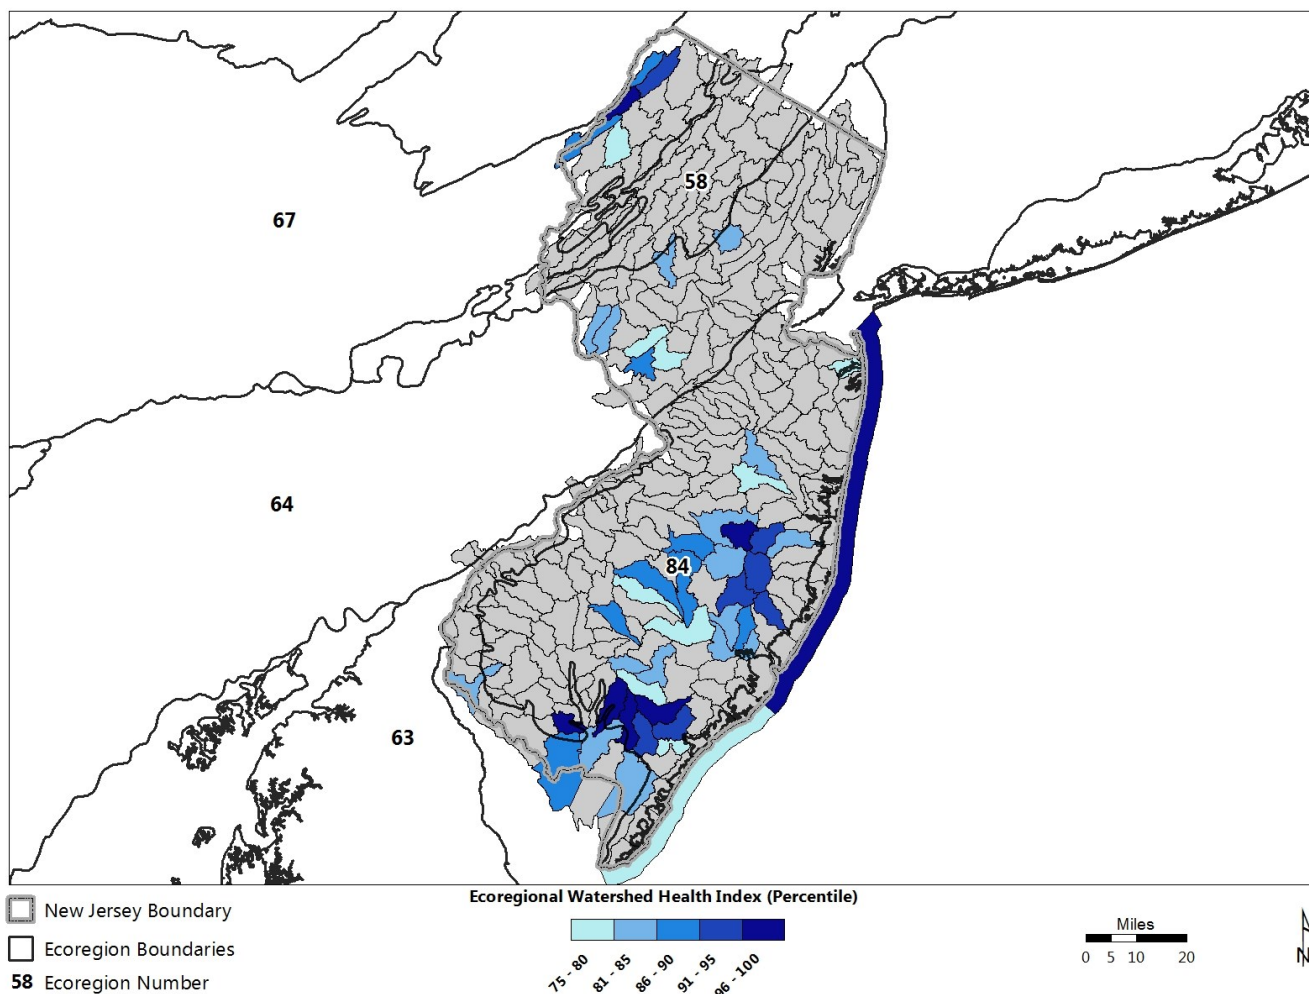 58
67
64
84
63
New Jersey Boundary
Ecoregion Boundaries
58 Ecoregion Number
Ecoregional Watershed Health Index (Percentile)
75 - 80
81 - 85
86 - 90
91 - 95
96 - 100
Miles
0 5 10 20
N